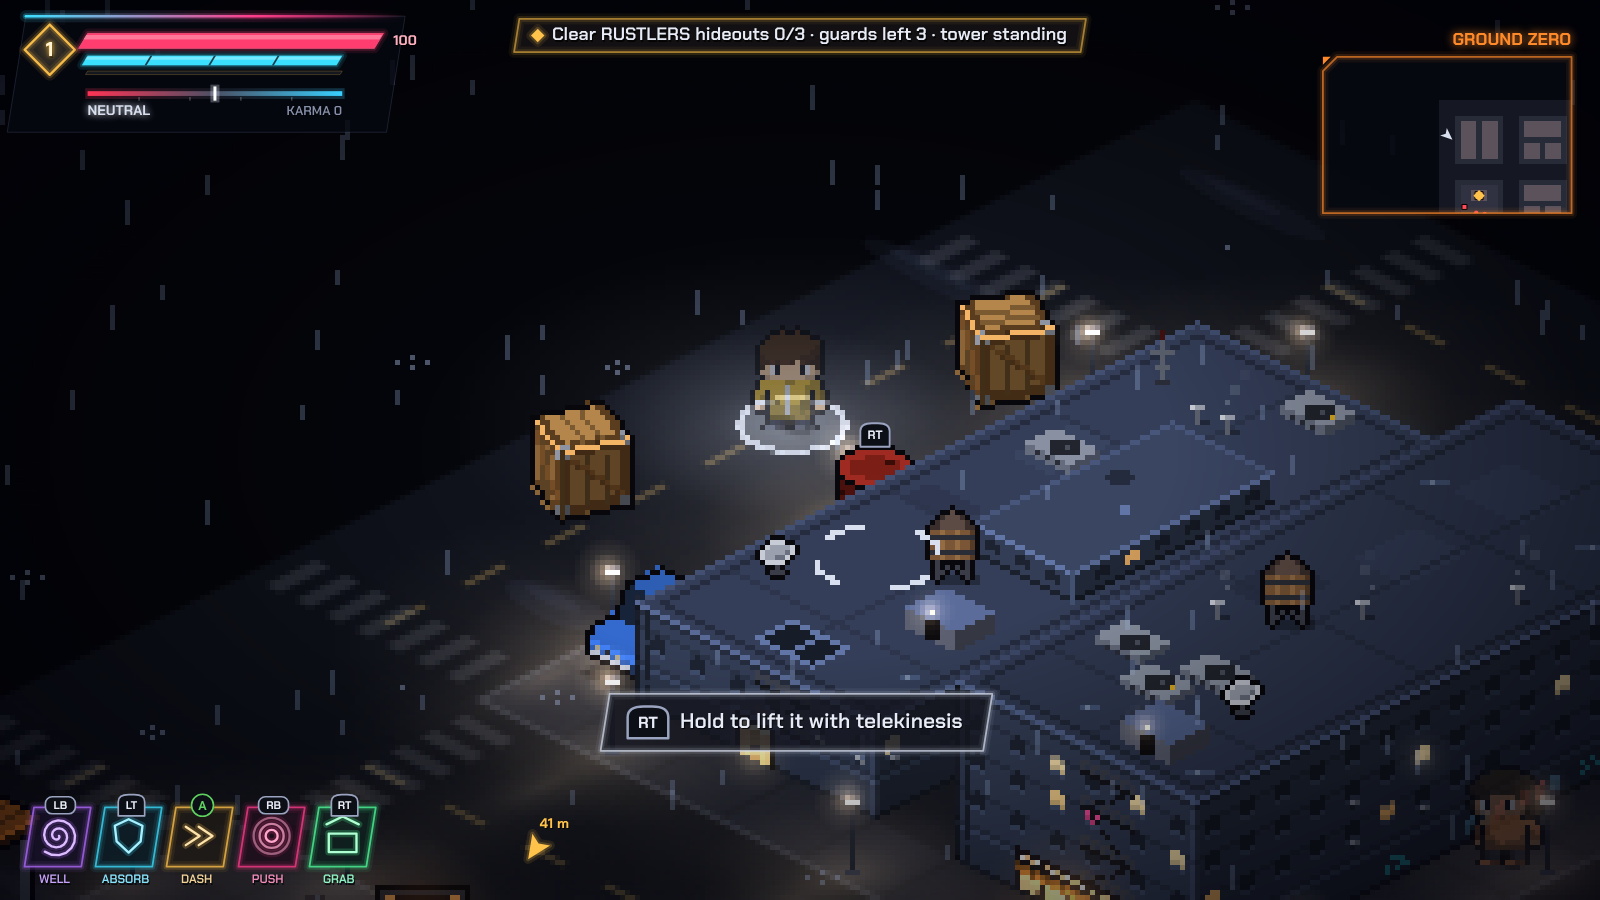 1
100
NEUTRAL
KARMA 0
Clear RUSTLERS hideouts 0/3 · guards left 3 · tower standing
GROUND ZERO
RT
RT Hold to lift it with telekinesis
41 m
LB
LT
A
RB
RT
WELL
ABSORB
DASH
PUSH
GRAB